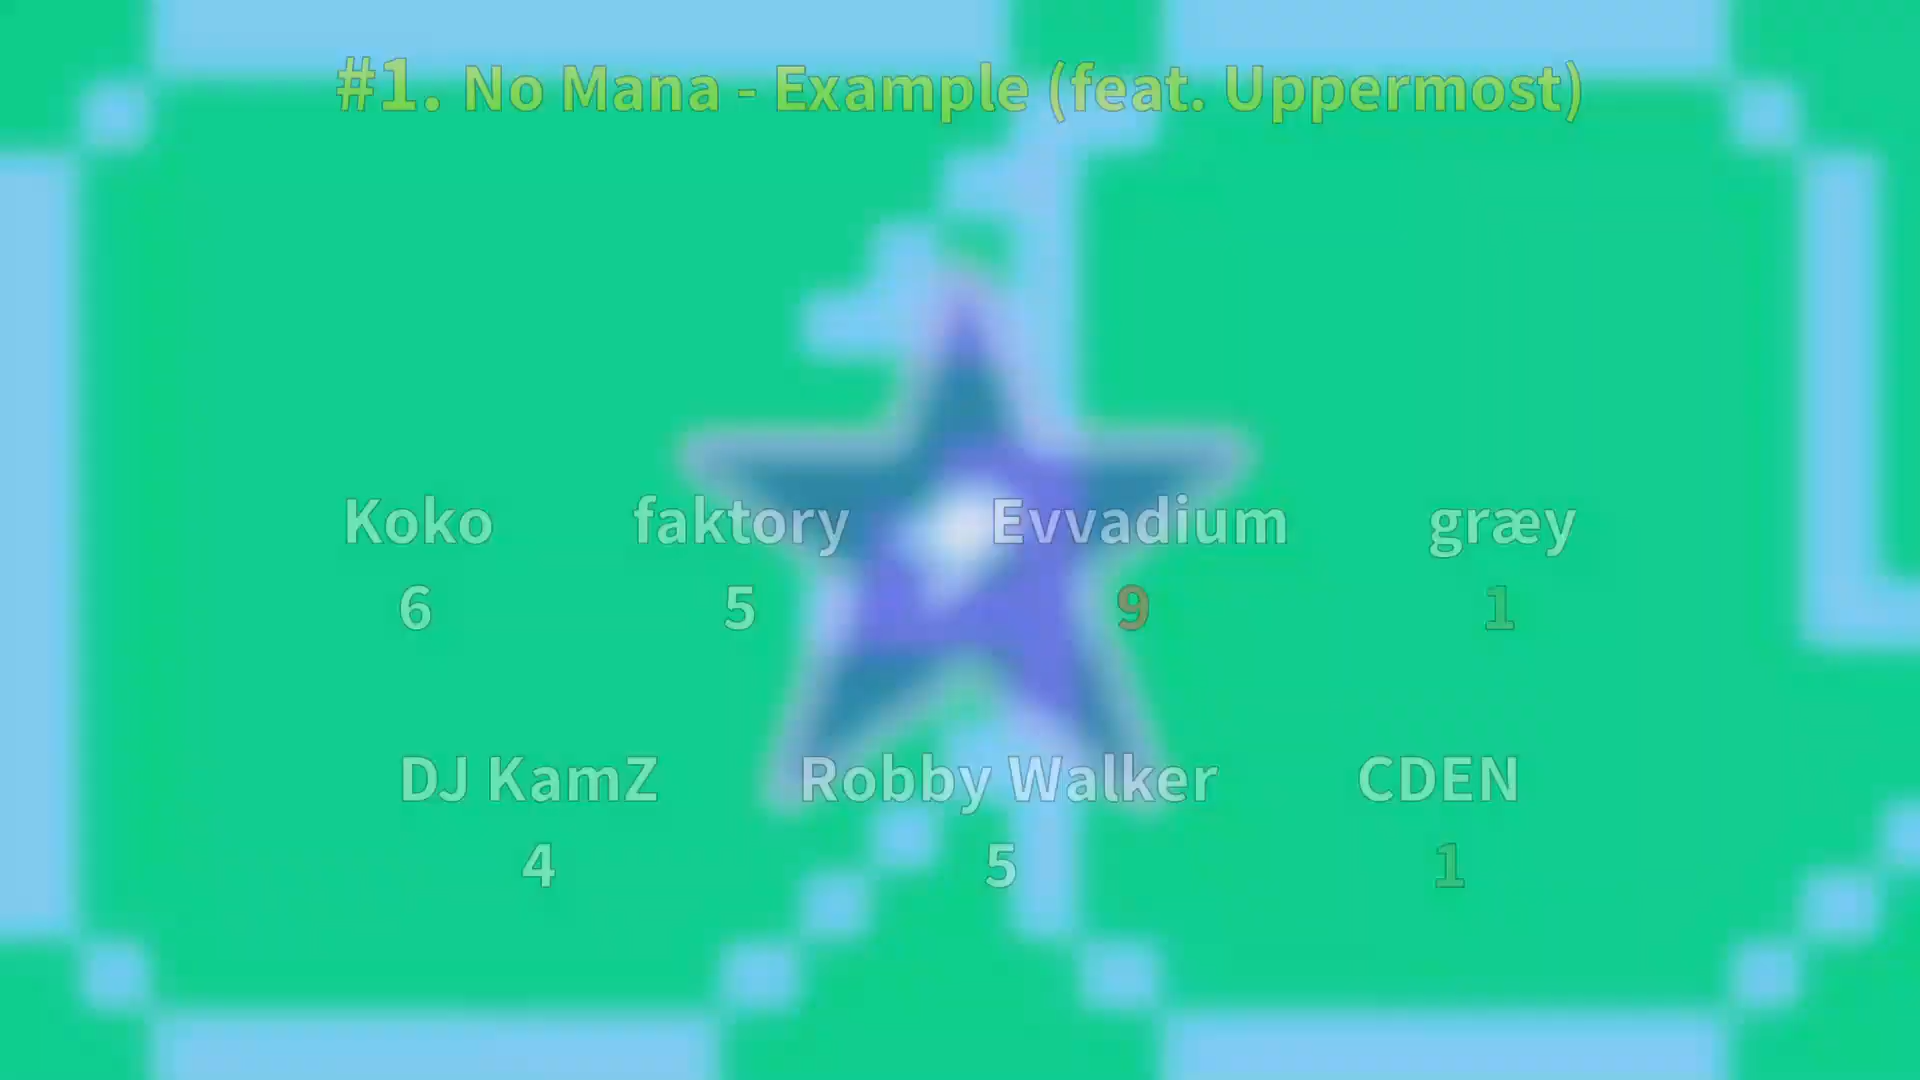 #1. No Mana - Example (feat. Uppermost)
Koko faktory Evvadium græy
6 5 9 1
DJ KamZ Robby Walker CDEN
4 5 1